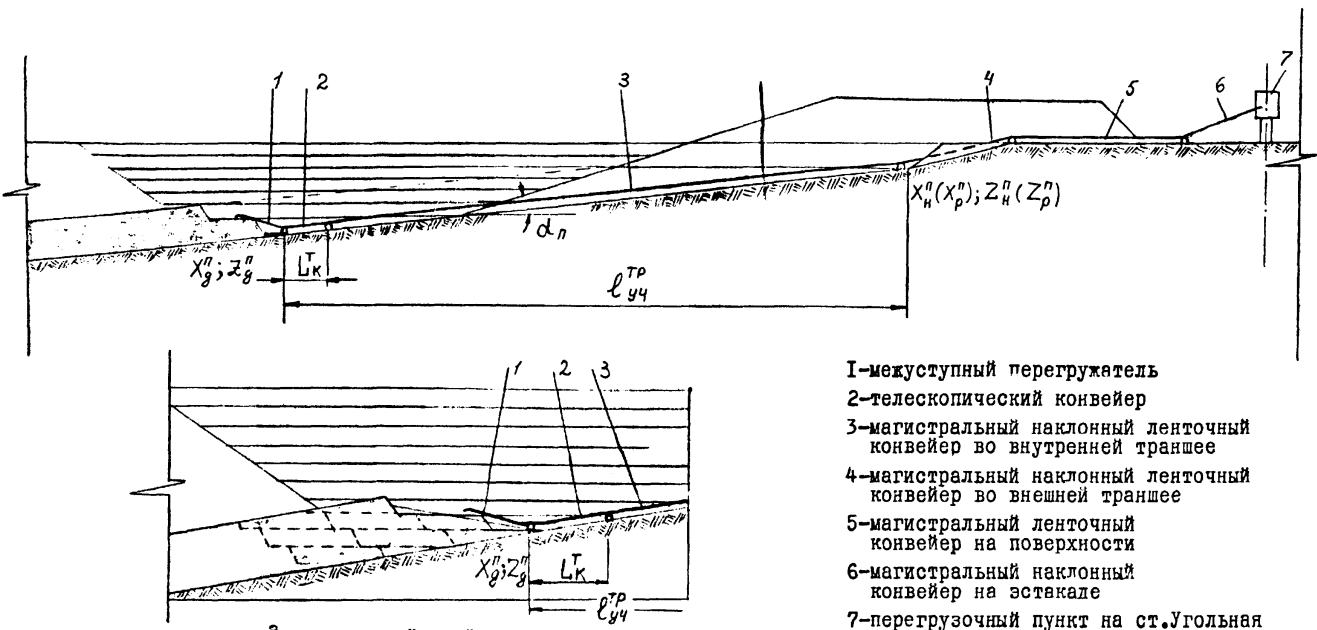 1 2 3 4 5 6 7
X_н^п(X_р^п); Z_н^п(Z_р^п)
α_п
X_д^п; Z_д^п
L_к^т
ℓ_уч^тр
1 2 3
X_д^п; Z_д^п
L_к^т
ℓ_уч^тр
I-межуступный перегружатель
2-телескопический конвейер
3-магистральный наклонный ленточный
конвейер во внутренней траншее
4-магистральный наклонный ленточный
конвейер во внешней траншее
5-магистральный ленточный
конвейер на поверхности
6-магистральный наклонный
конвейер на эстакаде
7-перегрузочный пункт на ст.Угольная